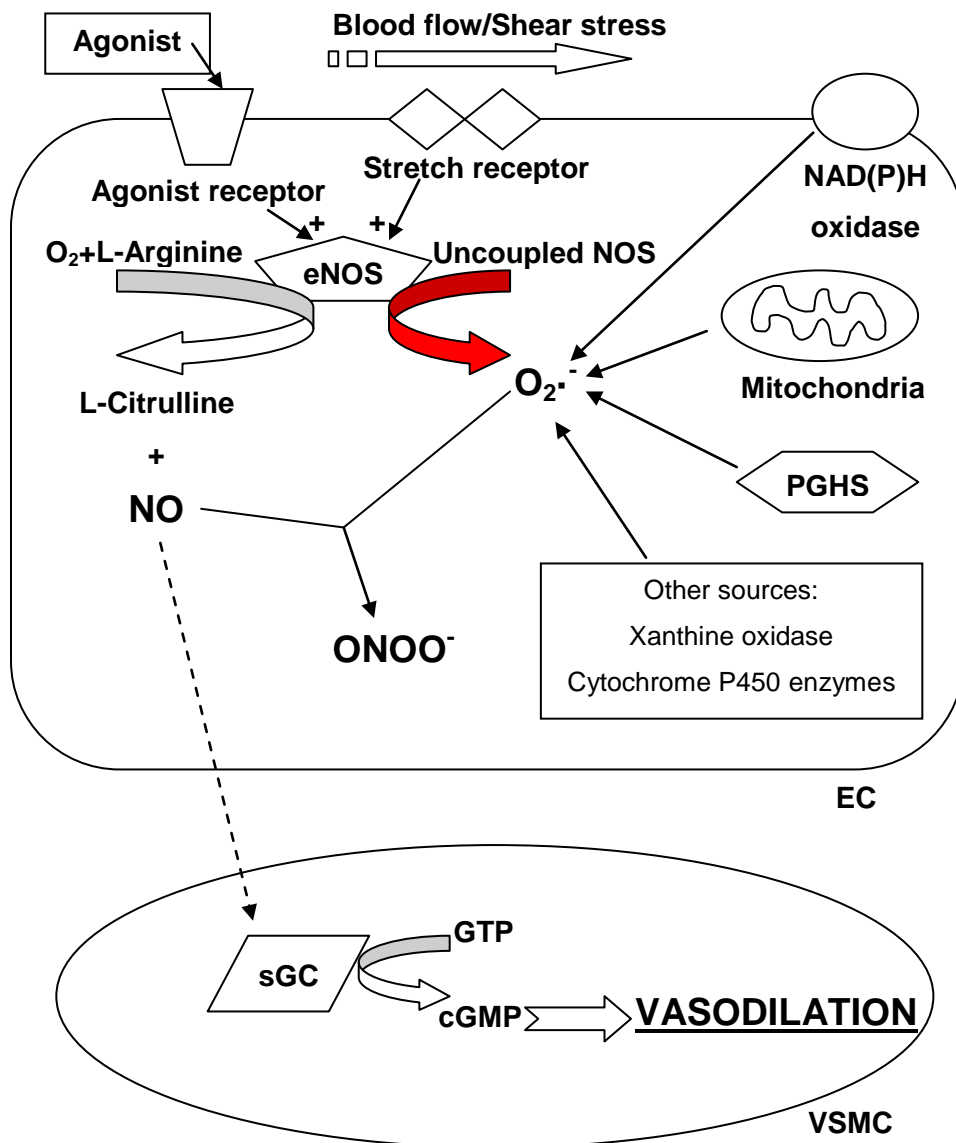 Agonist
Blood flow/Shear stress
Stretch receptor
Agonist receptor
NAD(P)H
oxidase
+ +
O₂+L-Arginine
eNOS
Uncoupled NOS
O₂·⁻
Mitochondria
L-Citrulline
+
NO
PGHS
ONOO⁻
Other sources:
Xanthine oxidase
Cytochrome P450 enzymes
EC
GTP
sGC
cGMP
VASODILATION
VSMC